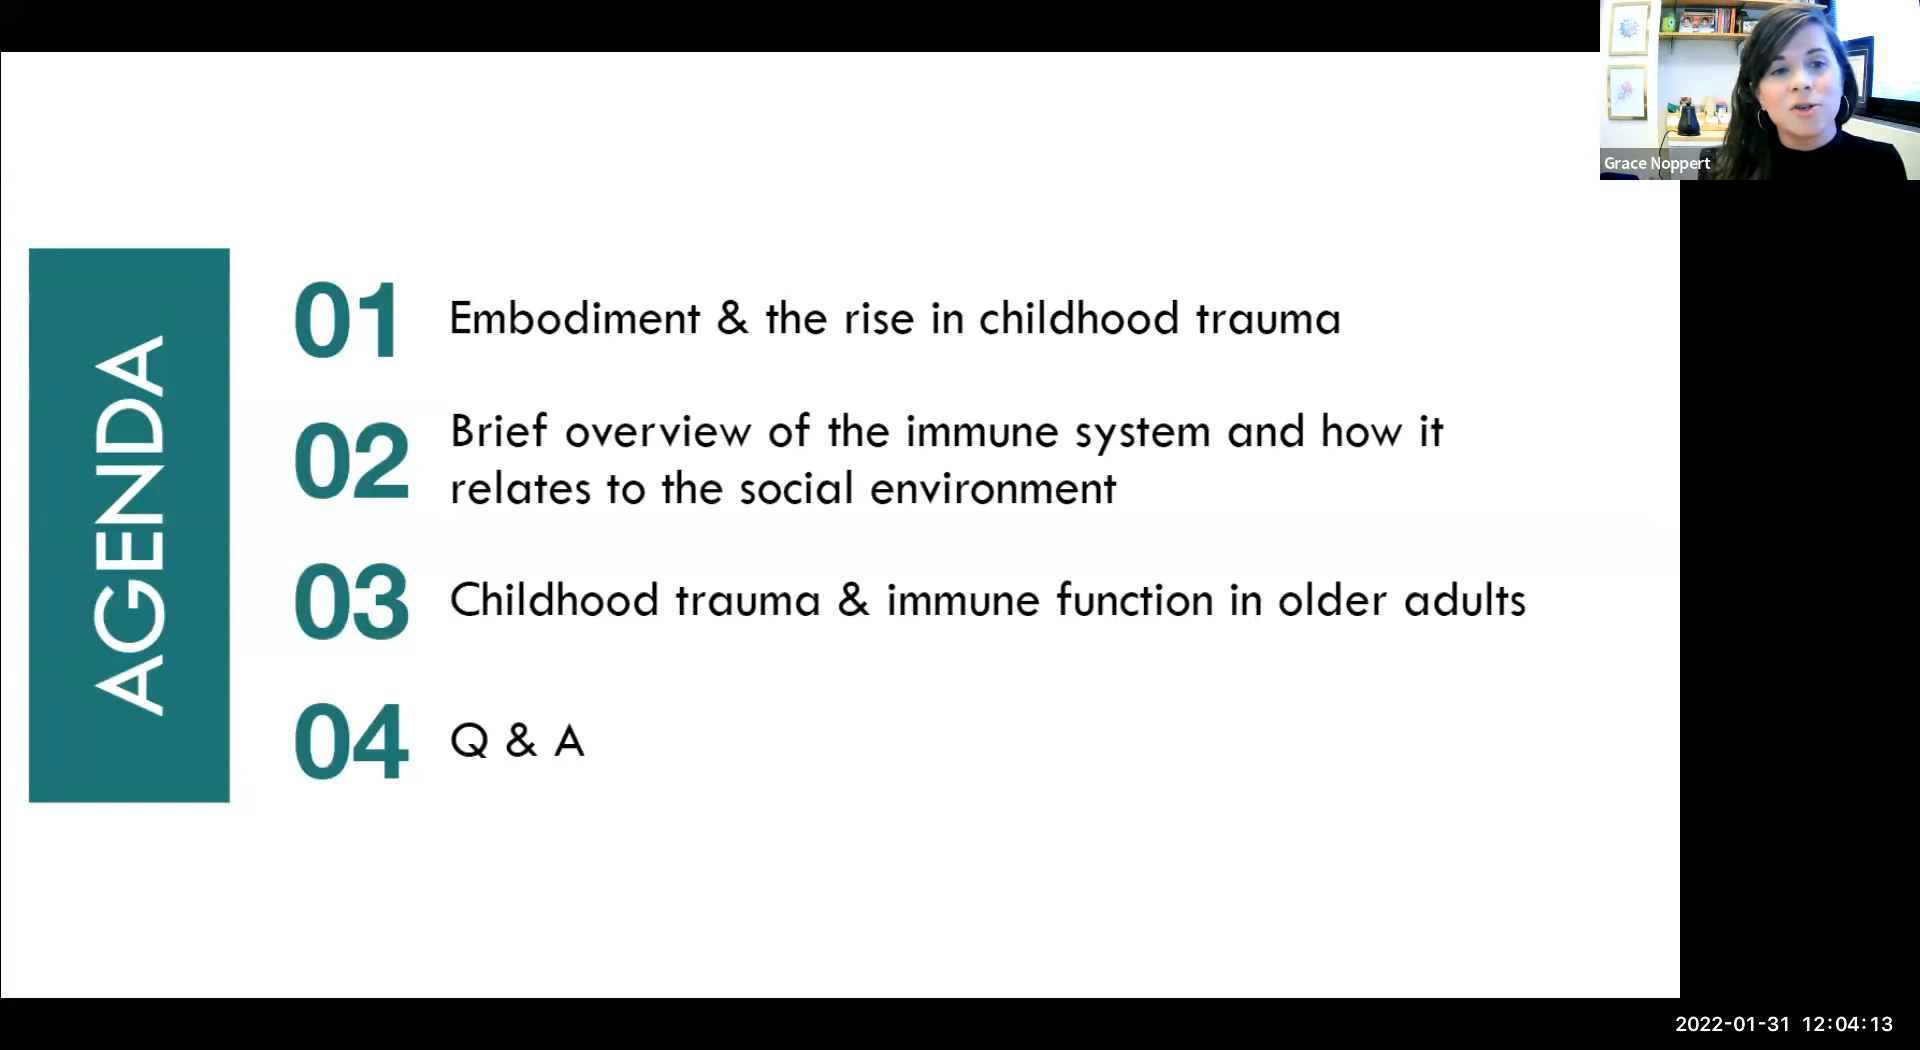 Grace Noppert
AGENDA
01 Embodiment & the rise in childhood trauma
02 Brief overview of the immune system and how it
relates to the social environment
03 Childhood trauma & immune function in older adults
04 Q & A
2022-01-31 12:04:13